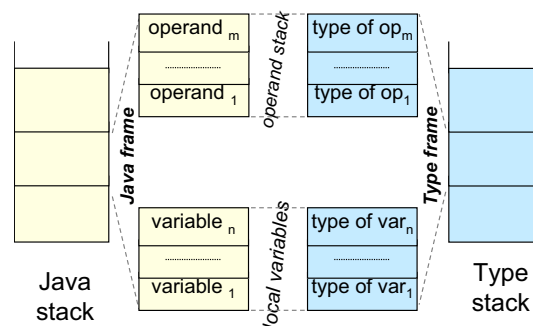 operand m
operand 1
operand stack
type of opm
type of op1
Java frame
Type frame
variable n
variable 1
local variables
type of varn
type of var1
Java
stack
Type
stack